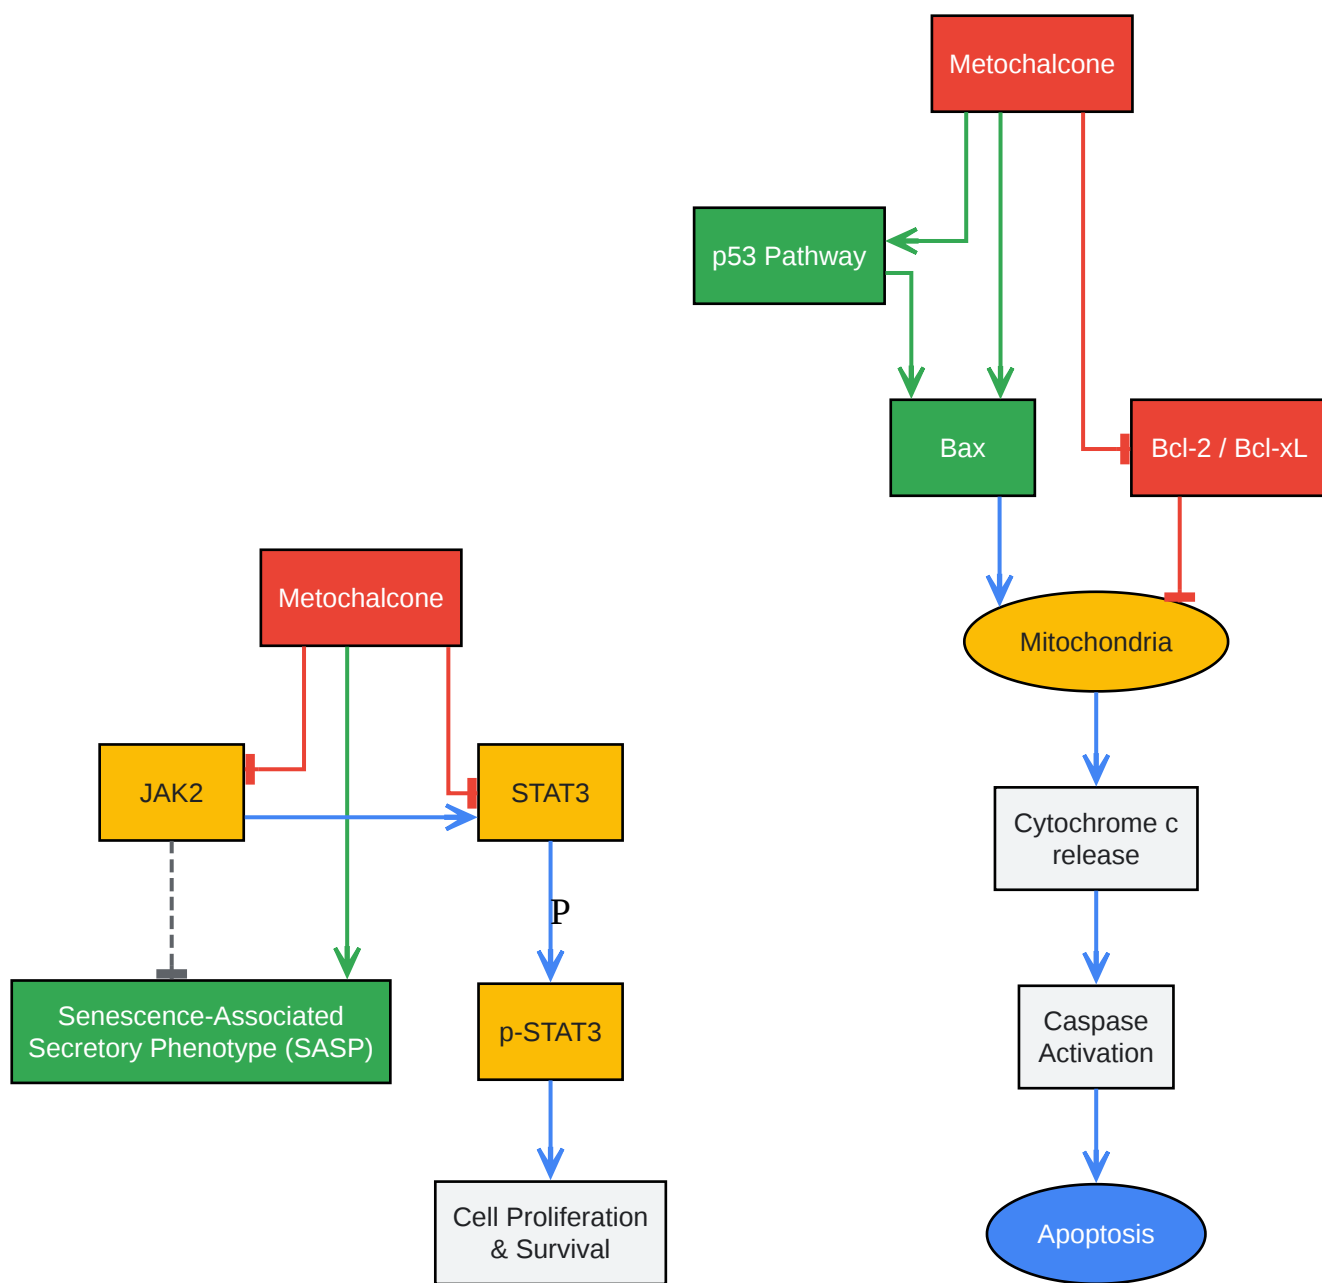 Metochalcone
p53 Pathway
Bax
Bcl-2 / Bcl-xL
Mitochondria
Cytochrome c
release
Caspase
Activation
Apoptosis
Metochalcone
JAK2
STAT3
P
Senescence-Associated
Secretory Phenotype (SASP)
p-STAT3
Cell Proliferation
& Survival